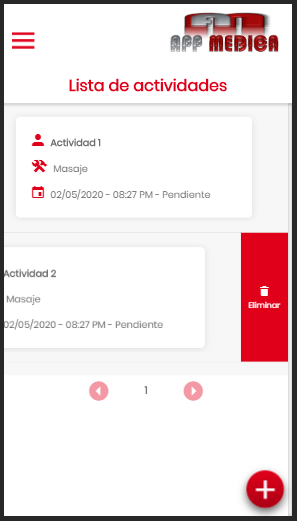 APP MEDICA
Lista de actividades
Actividad 1
Masaje
02/05/2020 - 08:27 PM - Pendiente
Actividad 2
Masaje
02/05/2020 - 08:27 PM - Pendiente
Eliminar
1